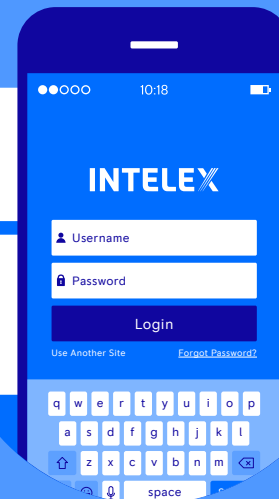 10:18
INTELEX
Username
Password
Login
Use Another Site Forgot Password?
q w e r t y u i o p
a s d f g h j k l
z x c v b n m
space